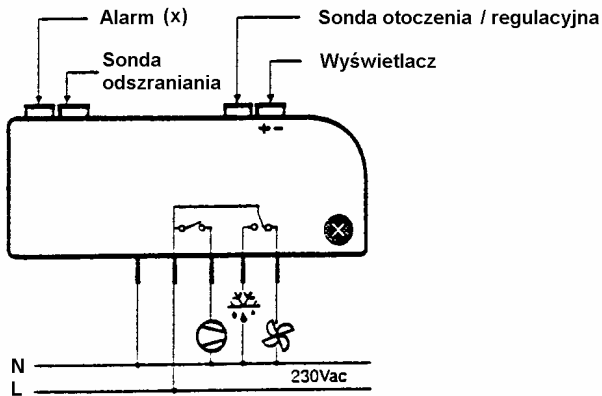 Alarm (x)
Sonda otoczenia / regulacyjna
Sonda
odszraniania
Wyświetlacz
+ -
N
230Vac
L